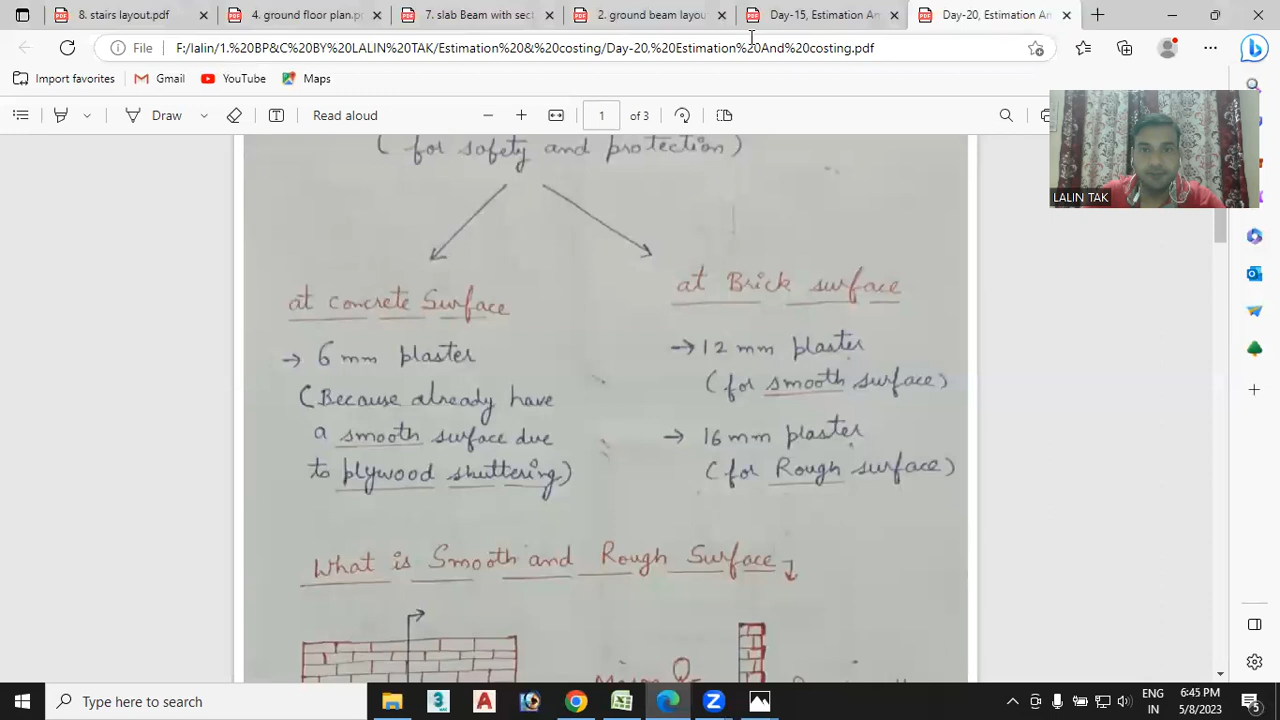 8. stairs layout.pdf
4. ground floor plan.p
7. slab Beam with sect
2. ground beam layou
Day-15, Estimation An
Day-20, Estimation An
File
F:/lalin/1.%20BP&C%20BY%20LALIN%20TAK/Estimation%20&%20costing/Day-20,%20Estimation%20And%20costing.pdf
Import favorites
Gmail
YouTube
Maps
Draw
Read aloud
1
of 3
LALIN TAK
(for safety and protection)
at Concrete Surface
→ 6 mm plaster
(Because already have
a smooth surface due
to plywood shuttering)
at Brick surface
→ 12 mm plaster
(for smooth surface)
→ 16 mm plaster
(for Rough surface)
What is Smooth and Rough Surface
Type here to search
ENG
IN
6:45 PM
5/8/2023
5